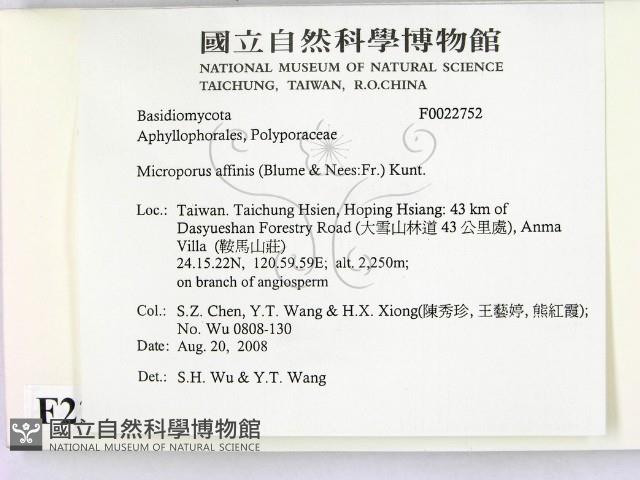 國立自然科學博物館
NATIONAL MUSEUM OF NATURAL SCIENCE
TAICHUNG, TAIWAN, R.O.CHINA
Basidiomycota F0022752
Aphyllophorales, Polyporaceae
Microporus affinis (Blume & Nees:Fr.) Kunt.
Loc.: Taiwan. Taichung Hsien, Hoping Hsiang: 43 km of
Dasyueshan Forestry Road (大雪山林道 43 公里處), Anma
Villa (鞍馬山莊)
24.15.22N, 120.59.59E; alt. 2,250m;
on branch of angiosperm
Col.: S.Z. Chen, Y.T. Wang & H.X. Xiong(陳秀珍, 王藝婷, 熊紅霞);
No. Wu 0808-130
Date: Aug. 20, 2008
Det.: S.H. Wu & Y.T. Wang
國立自然科學博物館
NATIONAL MUSEUM OF NATURAL SCIENCE